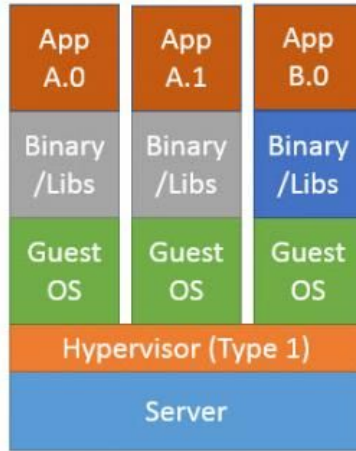 App
A.0
App
A.1
App
B.0
Binary
/Libs
Binary
/Libs
Binary
/Libs
Guest
OS
Guest
OS
Guest
OS
Hypervisor (Type 1)
Server